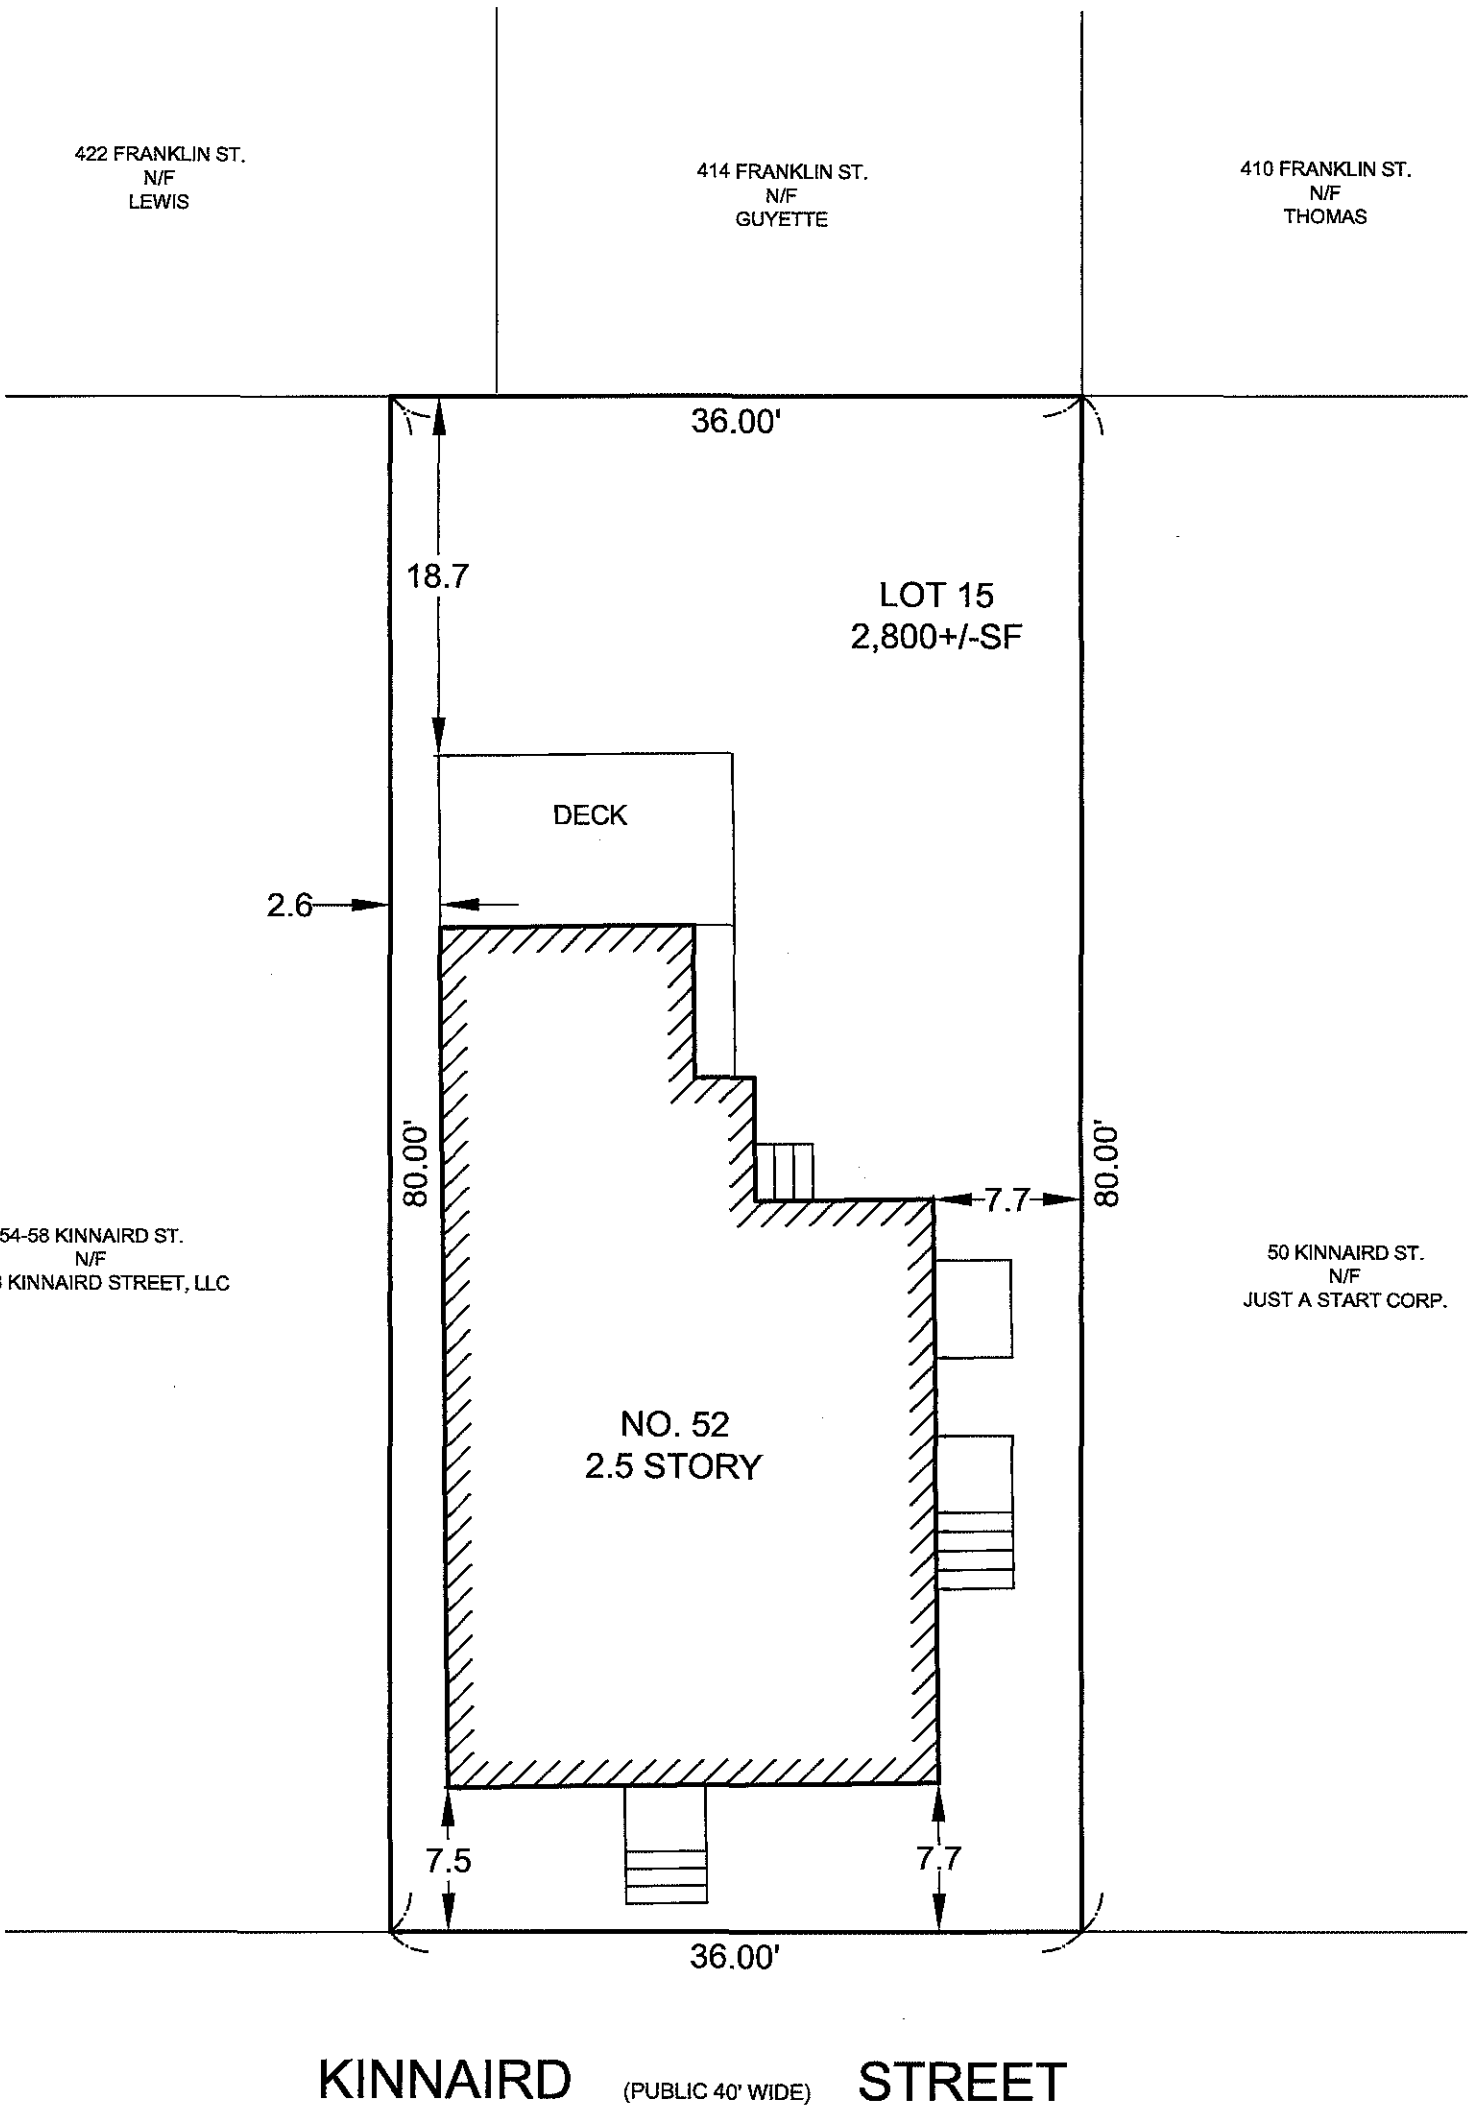 422 FRANKLIN ST.
N/F
LEWIS
414 FRANKLIN ST.
N/F
GUYETTE
410 FRANKLIN ST.
N/F
THOMAS
36.00'
18.7
LOT 15
2,800+/-SF
DECK
2.6
80.00'
80.00'
7.7
54-58 KINNAIRD ST.
N/F
KINNAIRD STREET, LLC
50 KINNAIRD ST.
N/F
JUST A START CORP.
NO. 52
2.5 STORY
7.5
7.7
36.00'
KINNAIRD (PUBLIC 40' WIDE) STREET